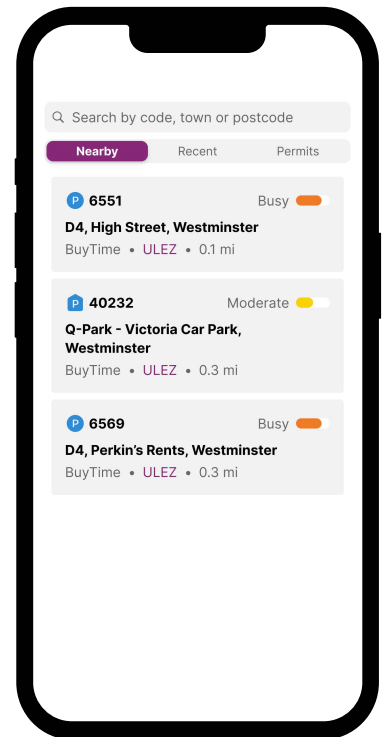 Search by code, town or postcode
Nearby Recent Permits
P 6551 Busy
D4, High Street, Westminster
BuyTime • ULEZ • 0.1 mi
P 40232 Moderate
Q-Park - Victoria Car Park,
Westminster
BuyTime • ULEZ • 0.3 mi
P 6569 Busy
D4, Perkin’s Rents, Westminster
BuyTime • ULEZ • 0.3 mi